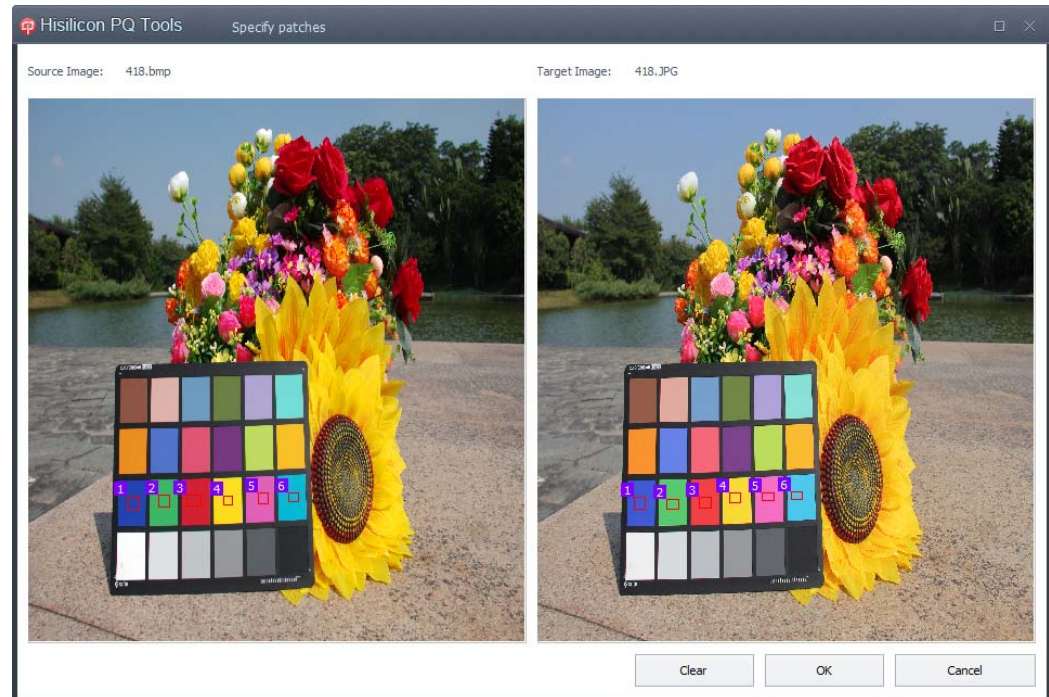 Hisilicon PQ Tools Specify patches
Source Image: 418.bmp
Target Image: 418.JPG
1 2 3 4 5 6
1 2 3 4 5 6
Clear OK Cancel